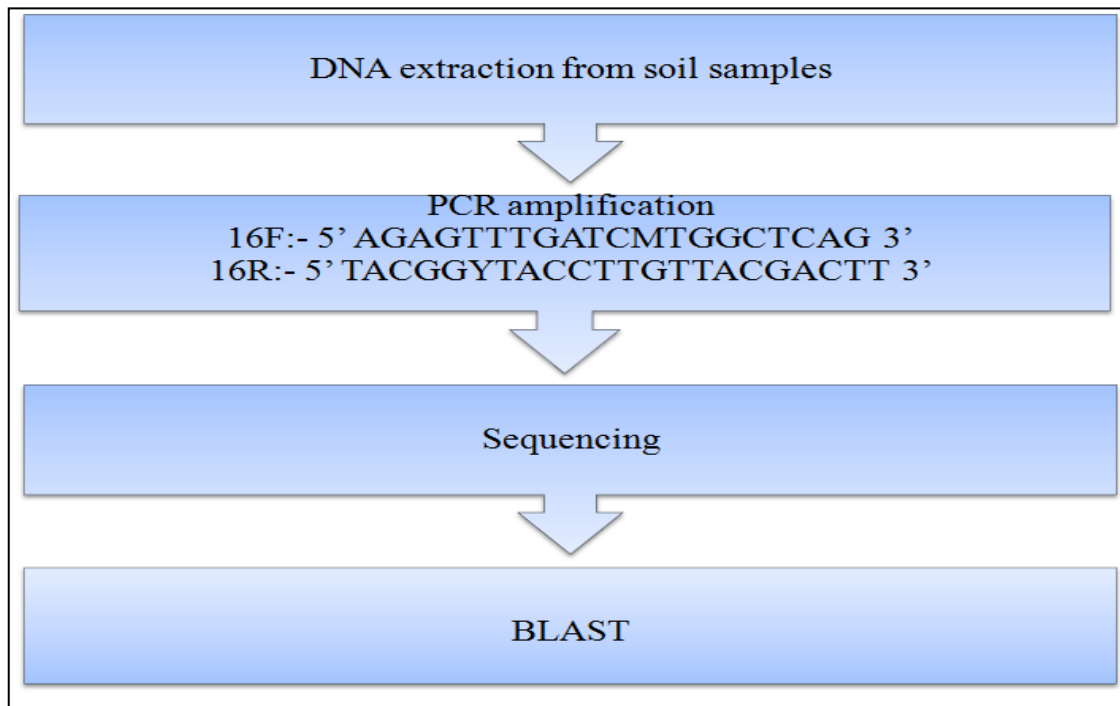 DNA extraction from soil samples
PCR amplification
16F:- 5’ AGAGTTTGATCMTGGCTCAG 3’
16R:- 5’ TACGGYTACCTTGTTACGACTT 3’
Sequencing
BLAST